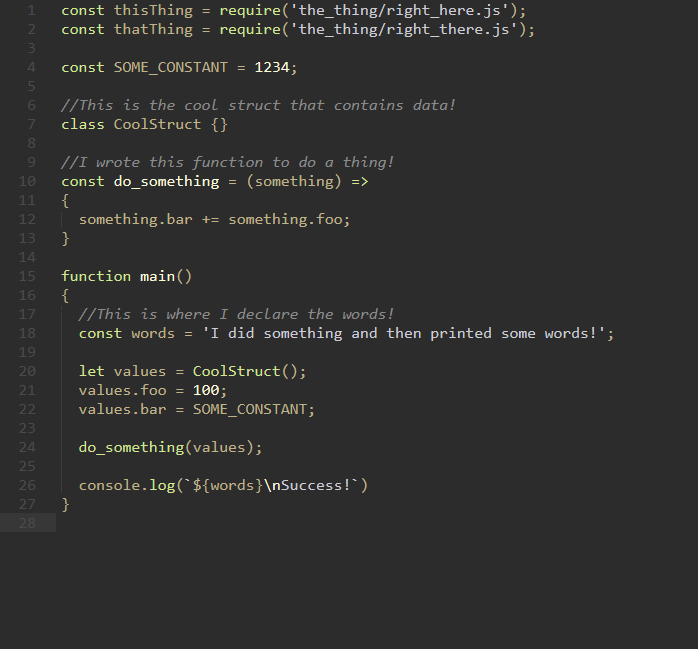 1 const thisThing = require('the_thing/right_here.js');
2 const thatThing = require('the_thing/right_there.js');
3
4 const SOME_CONSTANT = 1234;
5
6 //This is the cool struct that contains data!
7 class CoolStruct {}
8
9 //I wrote this function to do a thing!
10 const do_something = (something) =>
11 {
12   something.bar += something.foo;
13 }
14
15 function main()
16 {
17   //This is where I declare the words!
18   const words = 'I did something and then printed some words!';
19
20   let values = CoolStruct();
21   values.foo = 100;
22   values.bar = SOME_CONSTANT;
23
24   do_something(values);
25
26   console.log(`${words}\nSuccess!`)
27 }
28